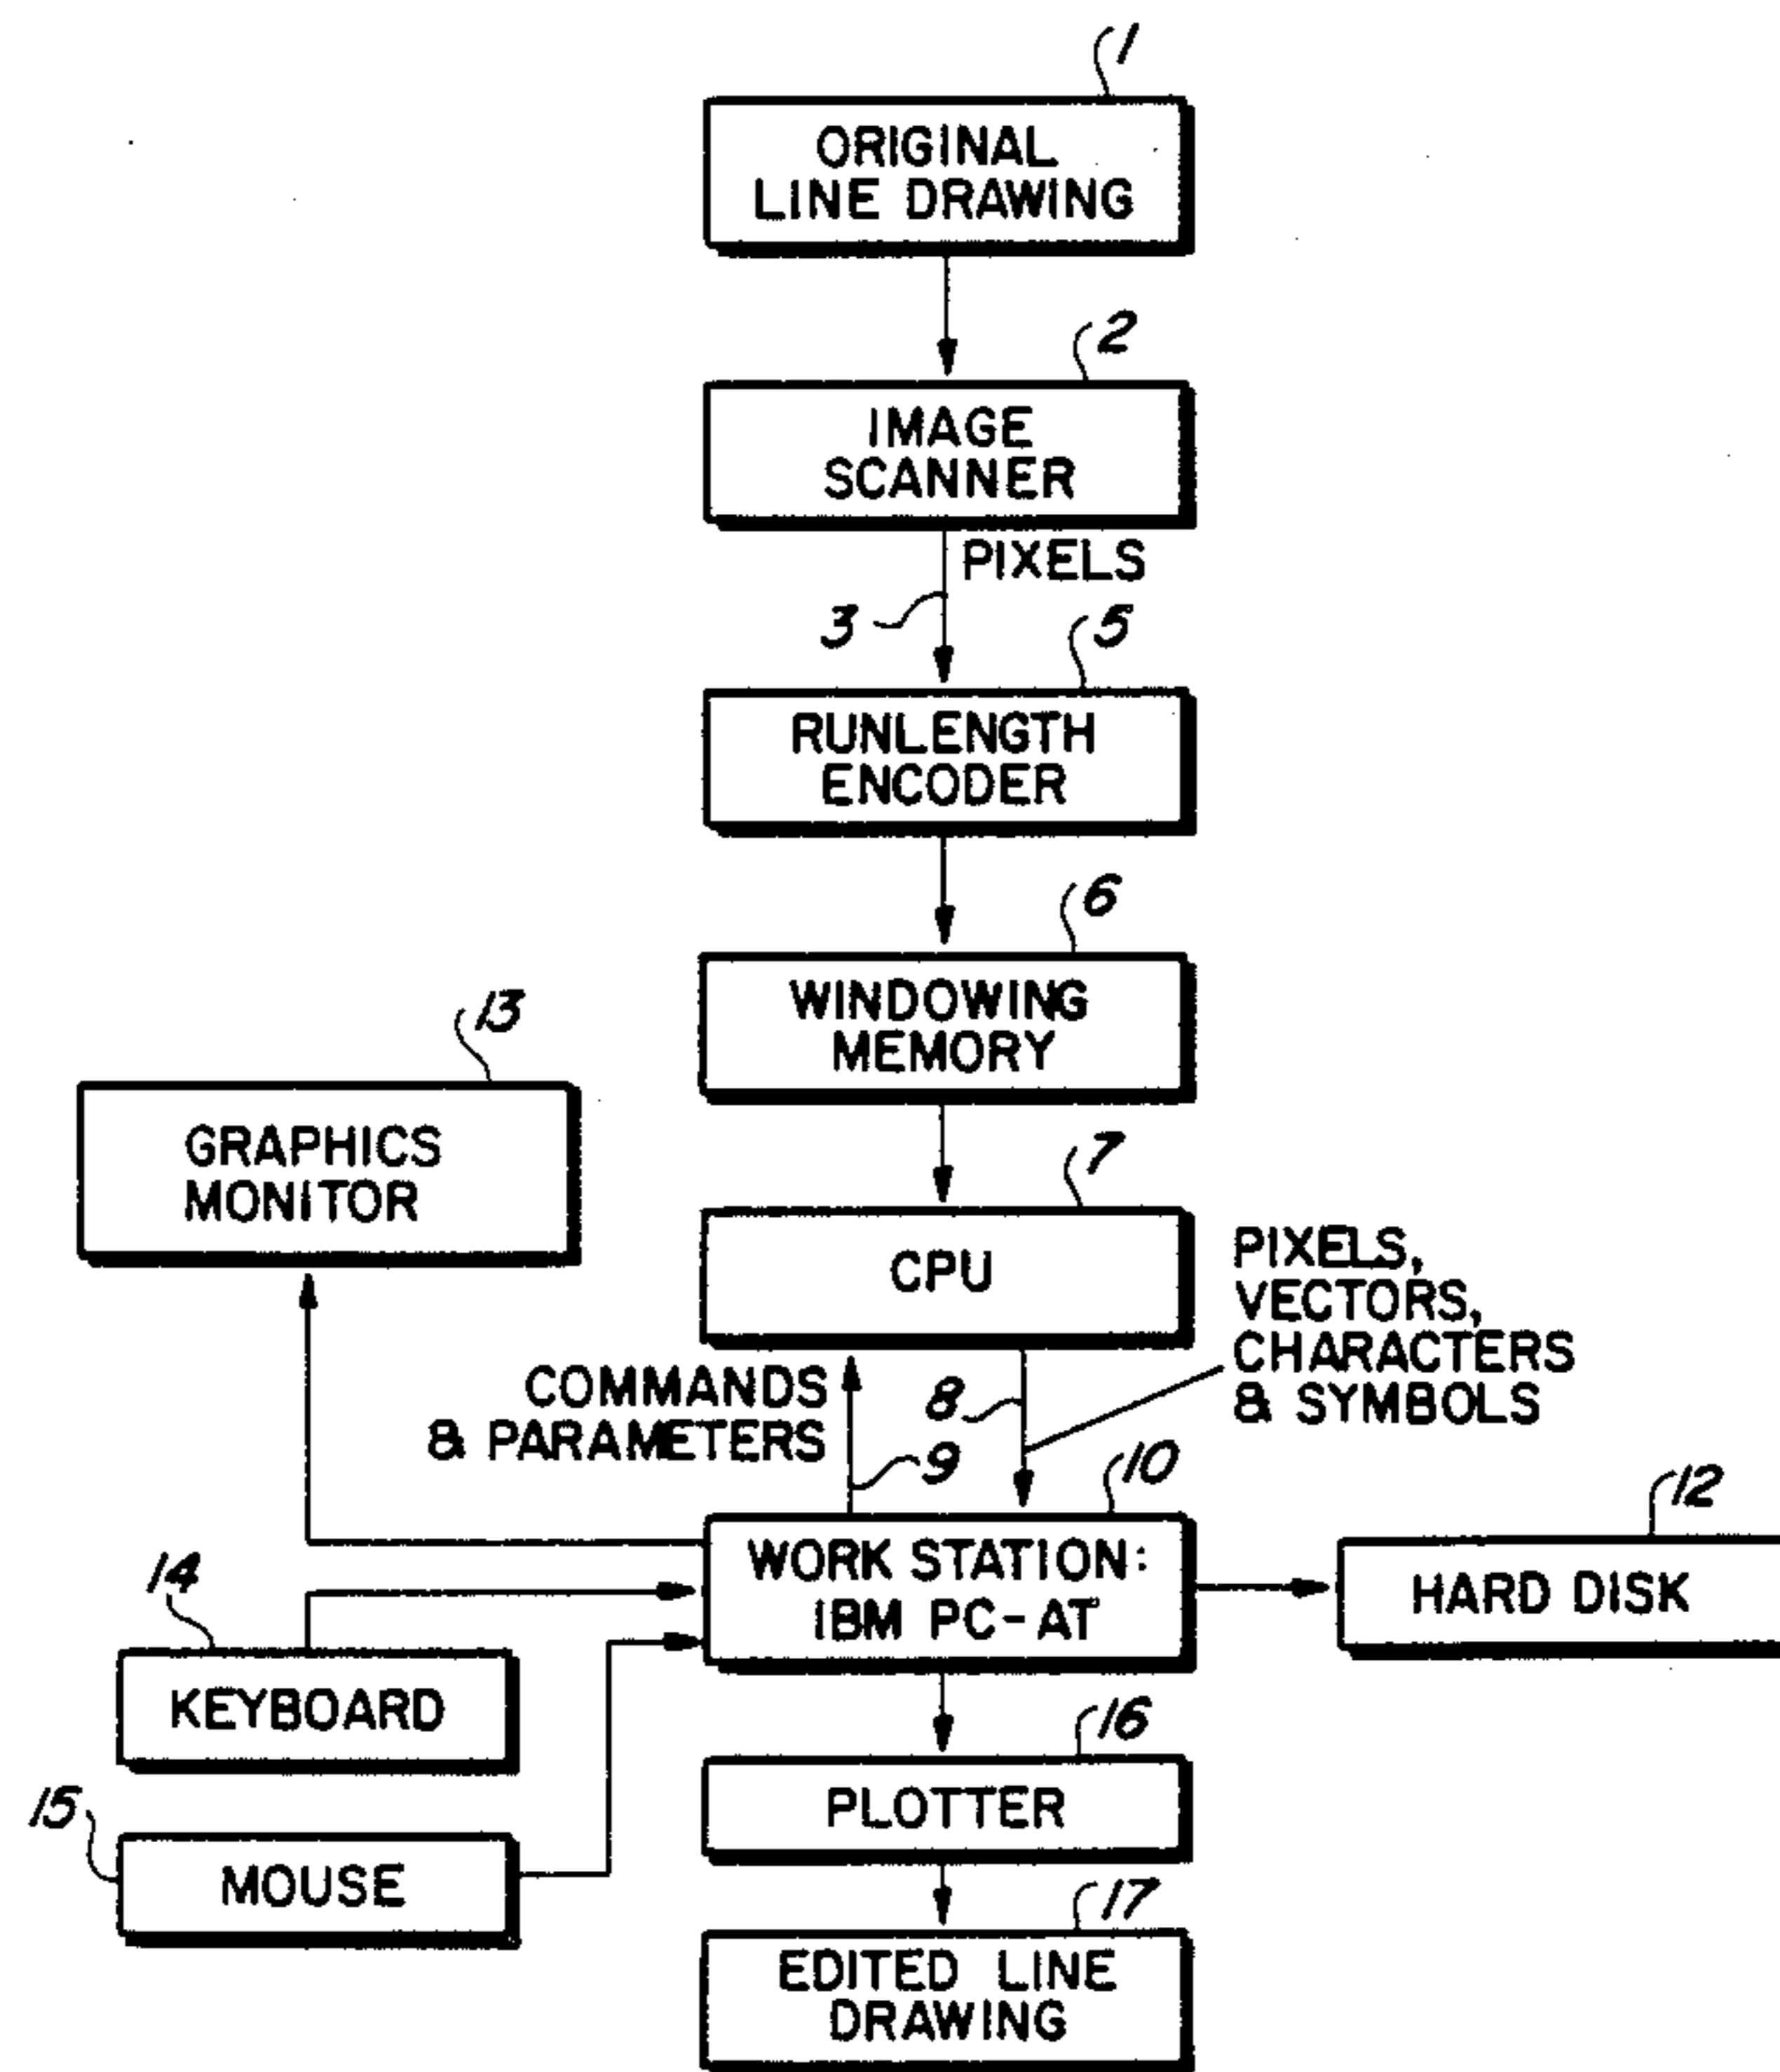 1
ORIGINAL
LINE DRAWING
2
IMAGE
SCANNER
PIXELS
3
5
RUNLENGTH
ENCODER
6
WINDOWING
MEMORY
13
GRAPHICS
MONITOR
7
CPU
PIXELS,
VECTORS,
CHARACTERS
& SYMBOLS
COMMANDS
& PARAMETERS
8
9
10
WORK STATION:
IBM PC-AT
12
HARD DISK
14
KEYBOARD
15
MOUSE
16
PLOTTER
17
EDITED LINE
DRAWING